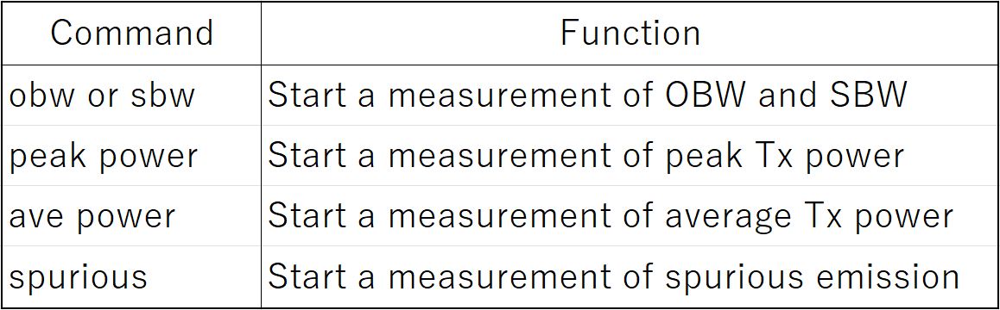 Command Function
obw or sbw Start a measurement of OBW and SBW
peak power Start a measurement of peak Tx power
ave power Start a measurement of average Tx power
spurious Start a measurement of spurious emission